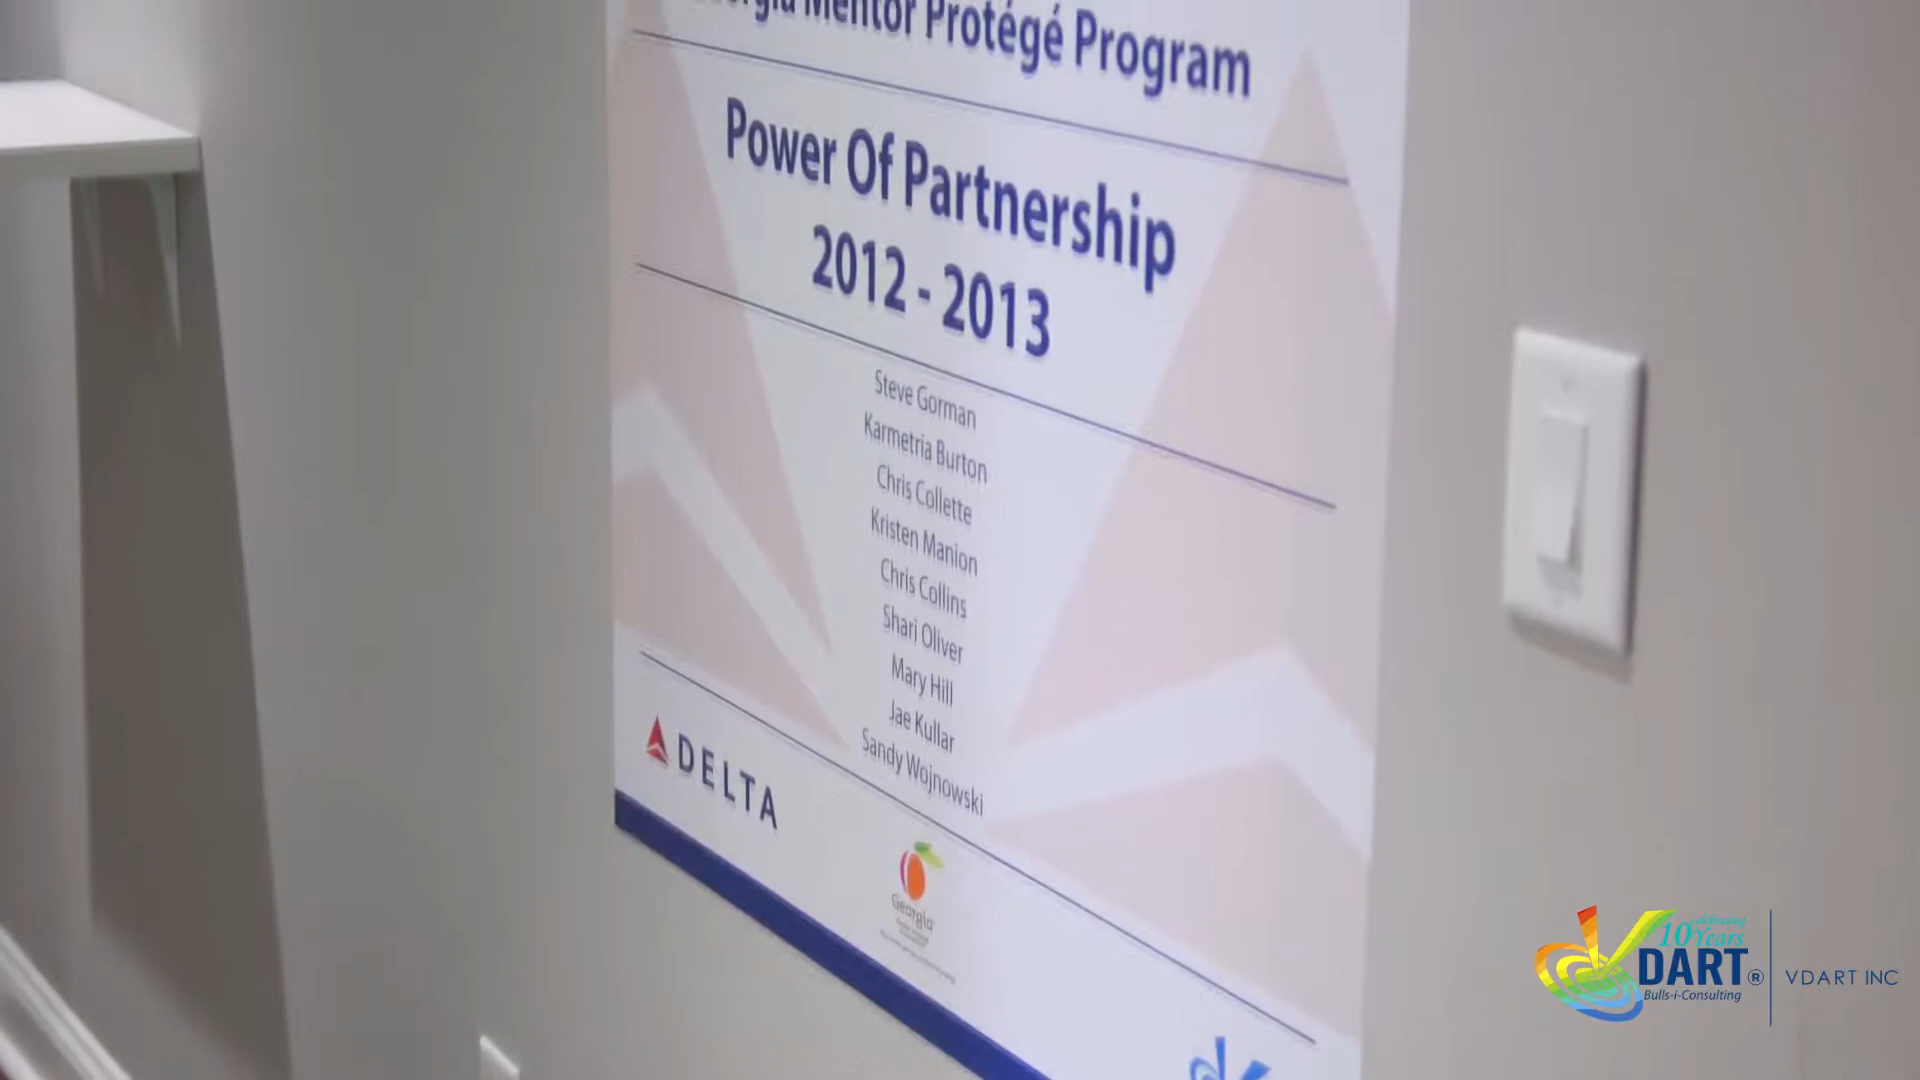 Mentor Protégé Program
Power Of Partnership
2012 - 2013
Steve Gorman
Karmetria Burton
Chris Collette
Kristen Manion
Chris Collins
Shari Oliver
Mary Hill
Jae Kullar
Sandy Wojnowski
DELTA
Georgia
celebrating
10 Years
DART®
Bulls-i-Consulting
VDART INC